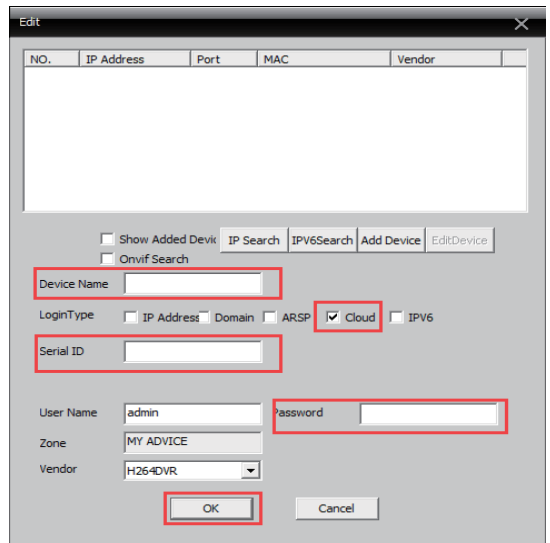 Edit
NO. IP Address Port MAC Vendor
Show Added Devic IP Search IPV6Search Add Device EditDevice
Onvif Search
Device Name
LoginType IP Address Domain ARSP Cloud IPV6
Serial ID
User Name admin Password
Zone MY ADVICE
Vendor H264DVR
OK Cancel